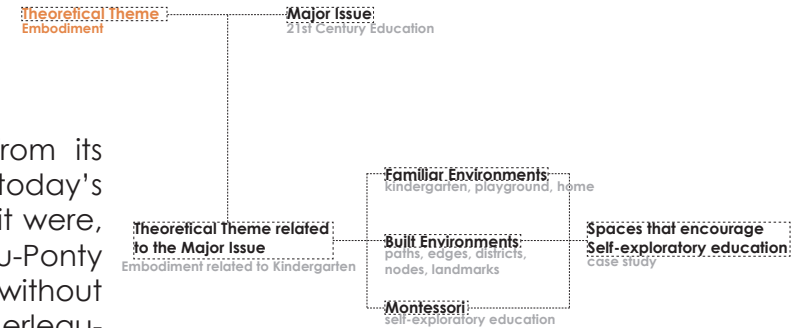 Theoretical Theme
Embodiment
Major Issue
21st Century Education
rom its
today's
it were,
u-Ponty
without
erleau-
Theoretical Theme related
to the Major Issue
Embodiment related to Kindergarten
Familiar Environments
kindergarten, playground, home
Built Environments
paths, edges, districts,
nodes, landmarks
Montessori
self-exploratory education
Spaces that encourage
Self-exploratory education
case study